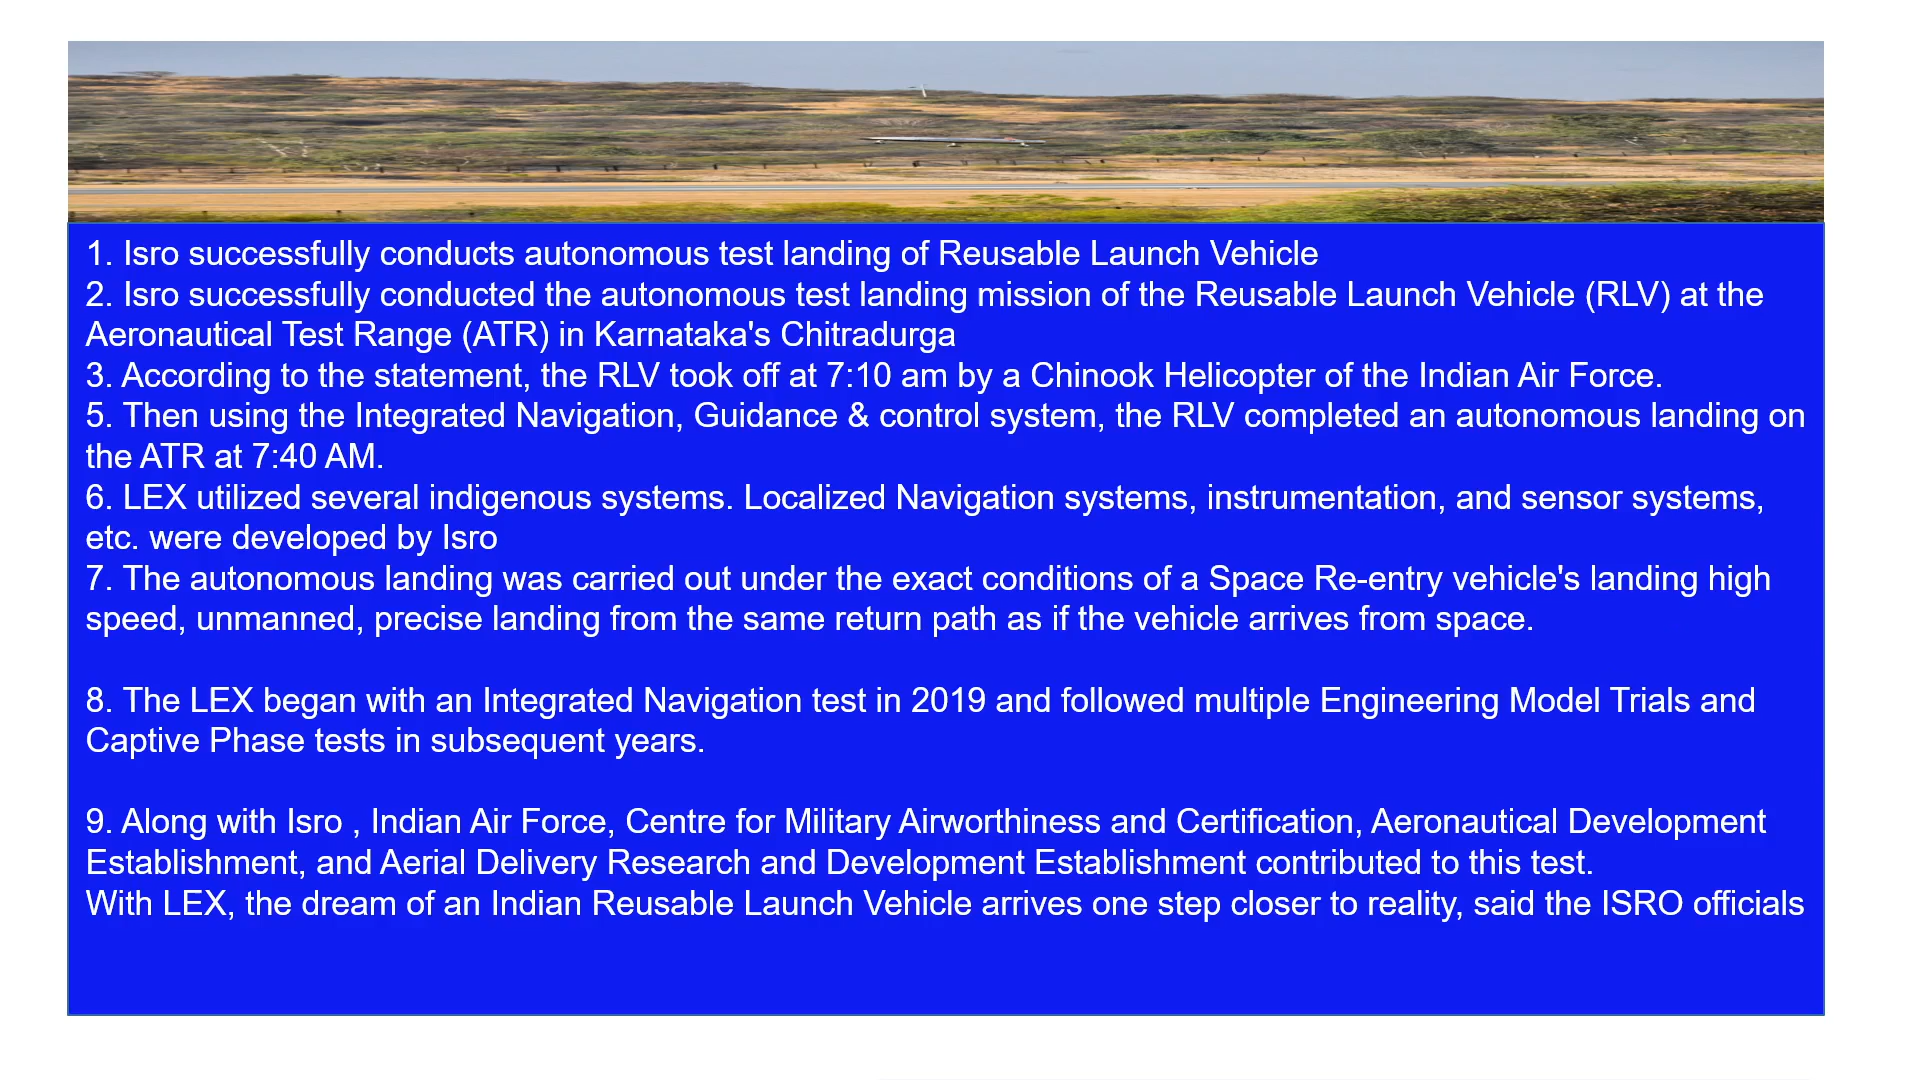 1. Isro successfully conducts autonomous test landing of Reusable Launch Vehicle
2. Isro successfully conducted the autonomous test landing mission of the Reusable Launch Vehicle (RLV) at the
Aeronautical Test Range (ATR) in Karnataka's Chitradurga
3. According to the statement, the RLV took off at 7:10 am by a Chinook Helicopter of the Indian Air Force.
5. Then using the Integrated Navigation, Guidance & control system, the RLV completed an autonomous landing on
the ATR at 7:40 AM.
6. LEX utilized several indigenous systems. Localized Navigation systems, instrumentation, and sensor systems,
etc. were developed by Isro
7. The autonomous landing was carried out under the exact conditions of a Space Re-entry vehicle's landing high
speed, unmanned, precise landing from the same return path as if the vehicle arrives from space.
8. The LEX began with an Integrated Navigation test in 2019 and followed multiple Engineering Model Trials and
Captive Phase tests in subsequent years.
9. Along with Isro , Indian Air Force, Centre for Military Airworthiness and Certification, Aeronautical Development
Establishment, and Aerial Delivery Research and Development Establishment contributed to this test.
With LEX, the dream of an Indian Reusable Launch Vehicle arrives one step closer to reality, said the ISRO officials